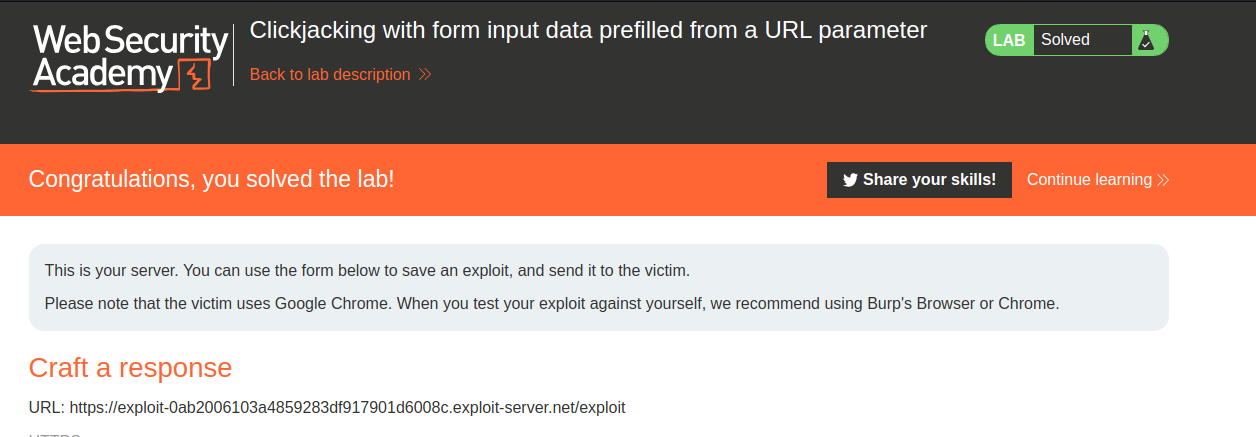 Web Security
Academy
Clickjacking with form input data prefilled from a URL parameter
Back to lab description
LAB Solved
Congratulations, you solved the lab!
Share your skills!
Continue learning
This is your server. You can use the form below to save an exploit, and send it to the victim.
Please note that the victim uses Google Chrome. When you test your exploit against yourself, we recommend using Burp's Browser or Chrome.
Craft a response
URL: https://exploit-0ab2006103a4859283df917901d6008c.exploit-server.net/exploit
HTTPS